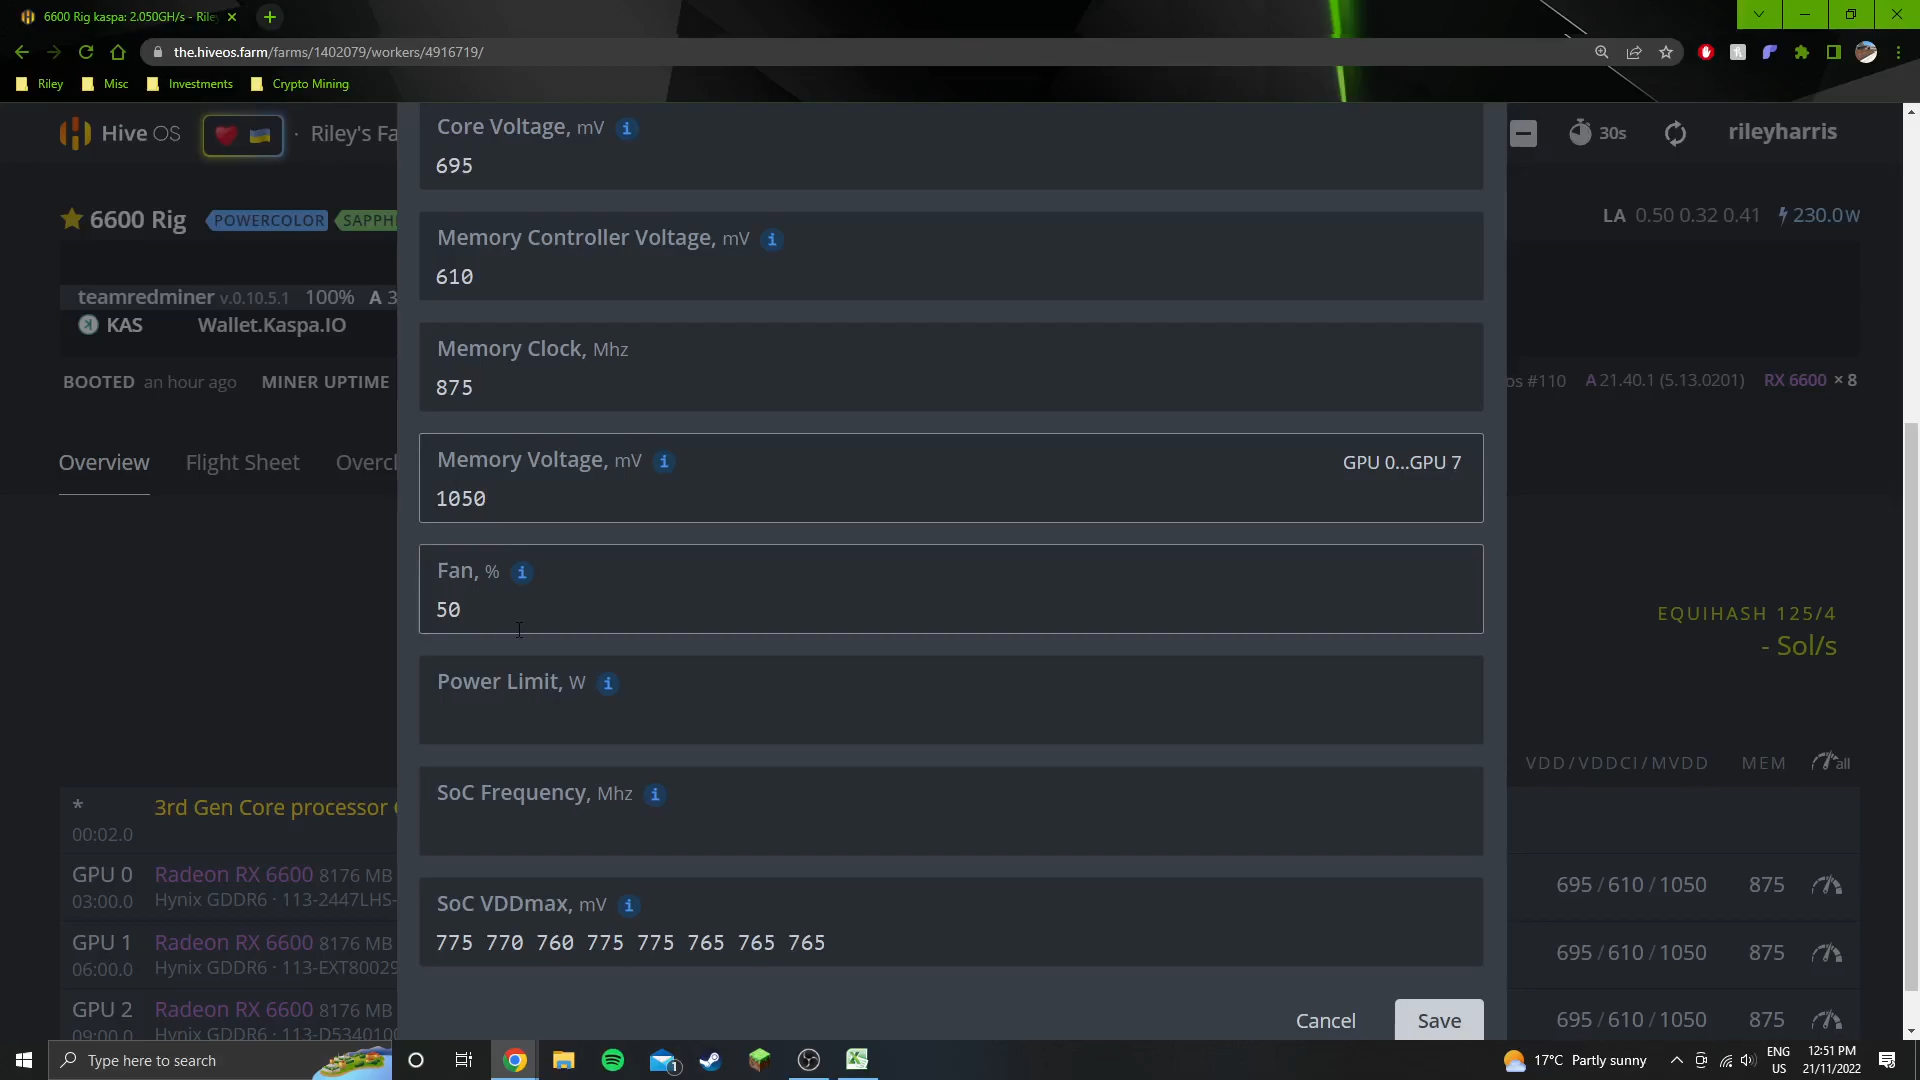 6600 Rig kaspa: 2.050GH/s - Rile
the.hiveos.farm/farms/1402079/workers/4916719/
Riley Misc Investments Crypto Mining
Hive OS · Riley's Fa 30s rileyharris
6600 Rig POWERCOLOR SAPPH LA 0.50 0.32 0.41 230.0 W
teamredminer v.0.10.5.1 100% A 3
KAS Wallet.Kaspa.IO
BOOTED an hour ago MINER UPTIME os #110 A 21.40.1 (5.13.0201) RX 6600 × 8
Overview Flight Sheet Overcl
Core Voltage, mV i
695
Memory Controller Voltage, mV i
610
Memory Clock, Mhz
875
Memory Voltage, mV i GPU 0...GPU 7
1050
Fan, % i
50
Power Limit, W i
SoC Frequency, Mhz i
SoC VDDmax, mV i
775 770 760 775 775 765 765 765
Cancel Save
EQUIHASH 125/4
- Sol/s
VDD/VDDCI/MVDD MEM all
* 3rd Gen Core processor
00:02.0
GPU 0 Radeon RX 6600 8176 MB 695 / 610 / 1050 875
03:00.0 Hynix GDDR6 · 113-2447LHS-
GPU 1 Radeon RX 6600 8176 MB 695 / 610 / 1050 875
06:00.0 Hynix GDDR6 · 113-EXT80029
GPU 2 Radeon RX 6600 8176 MB 695 / 610 / 1050 875
09:00.0 Hynix GDDR6 · 113-D5340100
Type here to search 1 17°C Partly sunny ENG US 12:51 PM 21/11/2022